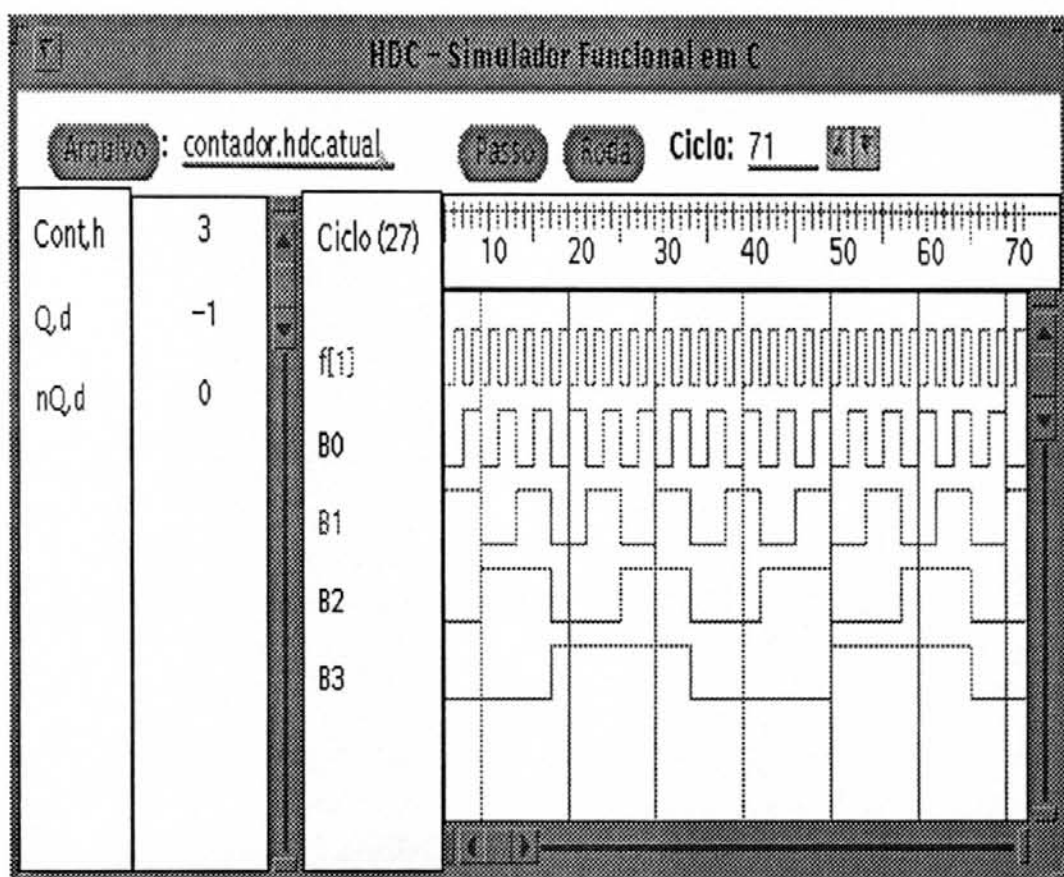 HDC – Simulador Funcional em C
Arquivo : contador.hdc.atual Passo Roda Ciclo: 71
Cont,h 3
Q,d −1
nQ,d 0
Ciclo (27) 10 20 30 40 50 60 70
f[1]
B0
B1
B2
B3